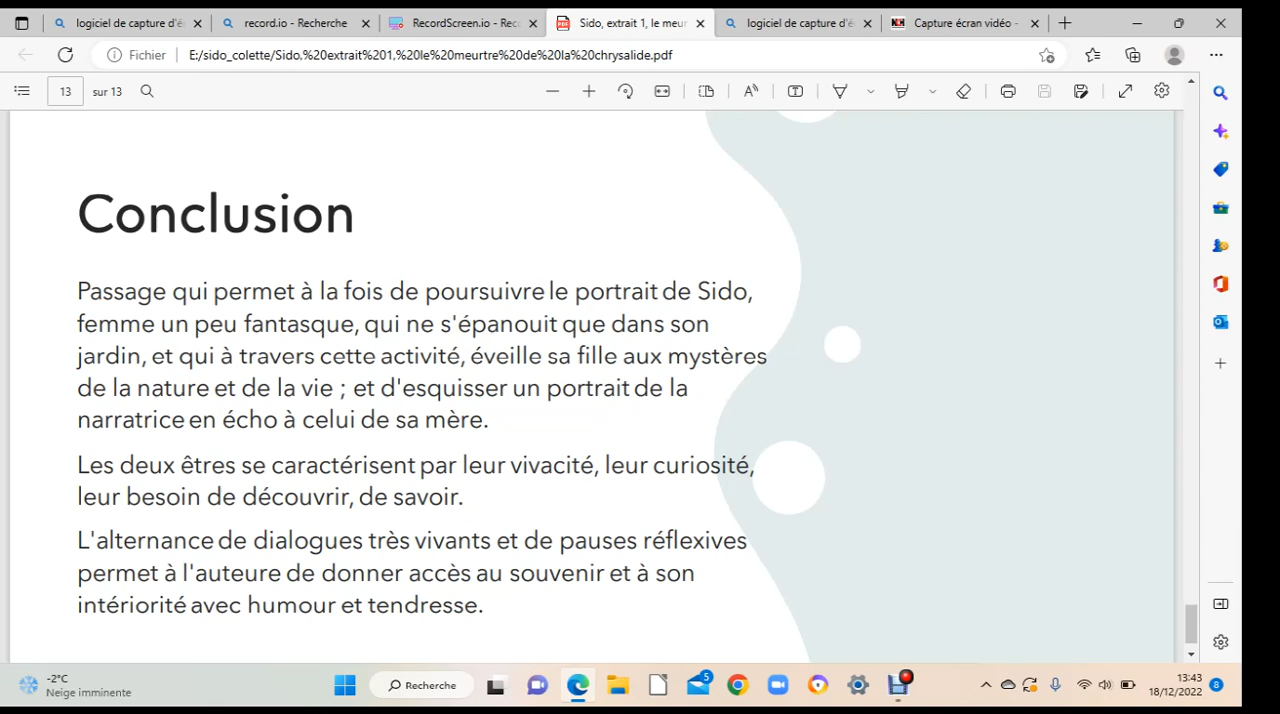 logiciel de capture d'é
record.io - Recherche
RecordScreen.io - Rec
Sido, extrait 1, le meur
logiciel de capture d'é
Capture écran vidéo -
Fichier
E:/sido_colette/Sido,%20extrait%201,%20le%20meurtre%20de%20la%20chrysalide.pdf
13 sur 13
Conclusion
Passage qui permet à la fois de poursuivre le portrait de Sido,
femme un peu fantasque, qui ne s'épanouit que dans son
jardin, et qui à travers cette activité, éveille sa fille aux mystères
de la nature et de la vie ; et d'esquisser un portrait de la
narratrice en écho à celui de sa mère.
Les deux êtres se caractérisent par leur vivacité, leur curiosité,
leur besoin de découvrir, de savoir.
L'alternance de dialogues très vivants et de pauses réflexives
permet à l'auteure de donner accès au souvenir et à son
intériorité avec humour et tendresse.
-2°C
Neige imminente
Recherche
5
13:43
18/12/2022
8